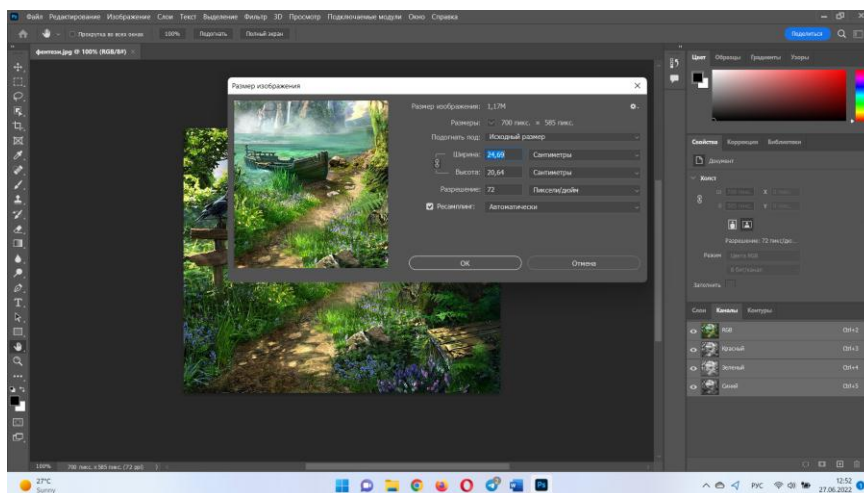 Ps Файл Редактирование Изображение Слои Текст Выделение Фильтр 3D Просмотр Подключаемые модули Окно Справка
Прокрутка во всех окнах 100% Подогнать Полный экран Поделиться
фэнтези.jpg @ 100% (RGB/8#) ×
Цвет Образцы Градиенты Узоры
Размер изображения
Размер изображения: 1,17M
Размеры: 700 пикс. × 585 пикс.
Подогнать под: Исходный размер
Ширина: 24,69 Сантиметры
Высота: 20,64 Сантиметры
Разрешение: 72 Пиксели/дюйм
Ресамплинг: Автоматически
OK Отмена
Свойства Коррекция Библиотеки
Документ
Холст
Разрешение: 72 пикс/дю...
Режим
Заполнить
Слои Каналы Контуры
RGB Ctrl+2
Красный Ctrl+3
Зеленый Ctrl+4
Синий Ctrl+5
100% 700 пикс. x 585 пикс. (72 ppi)
27°C
Sunny
Ps
РУС
12:52
27.06.2022